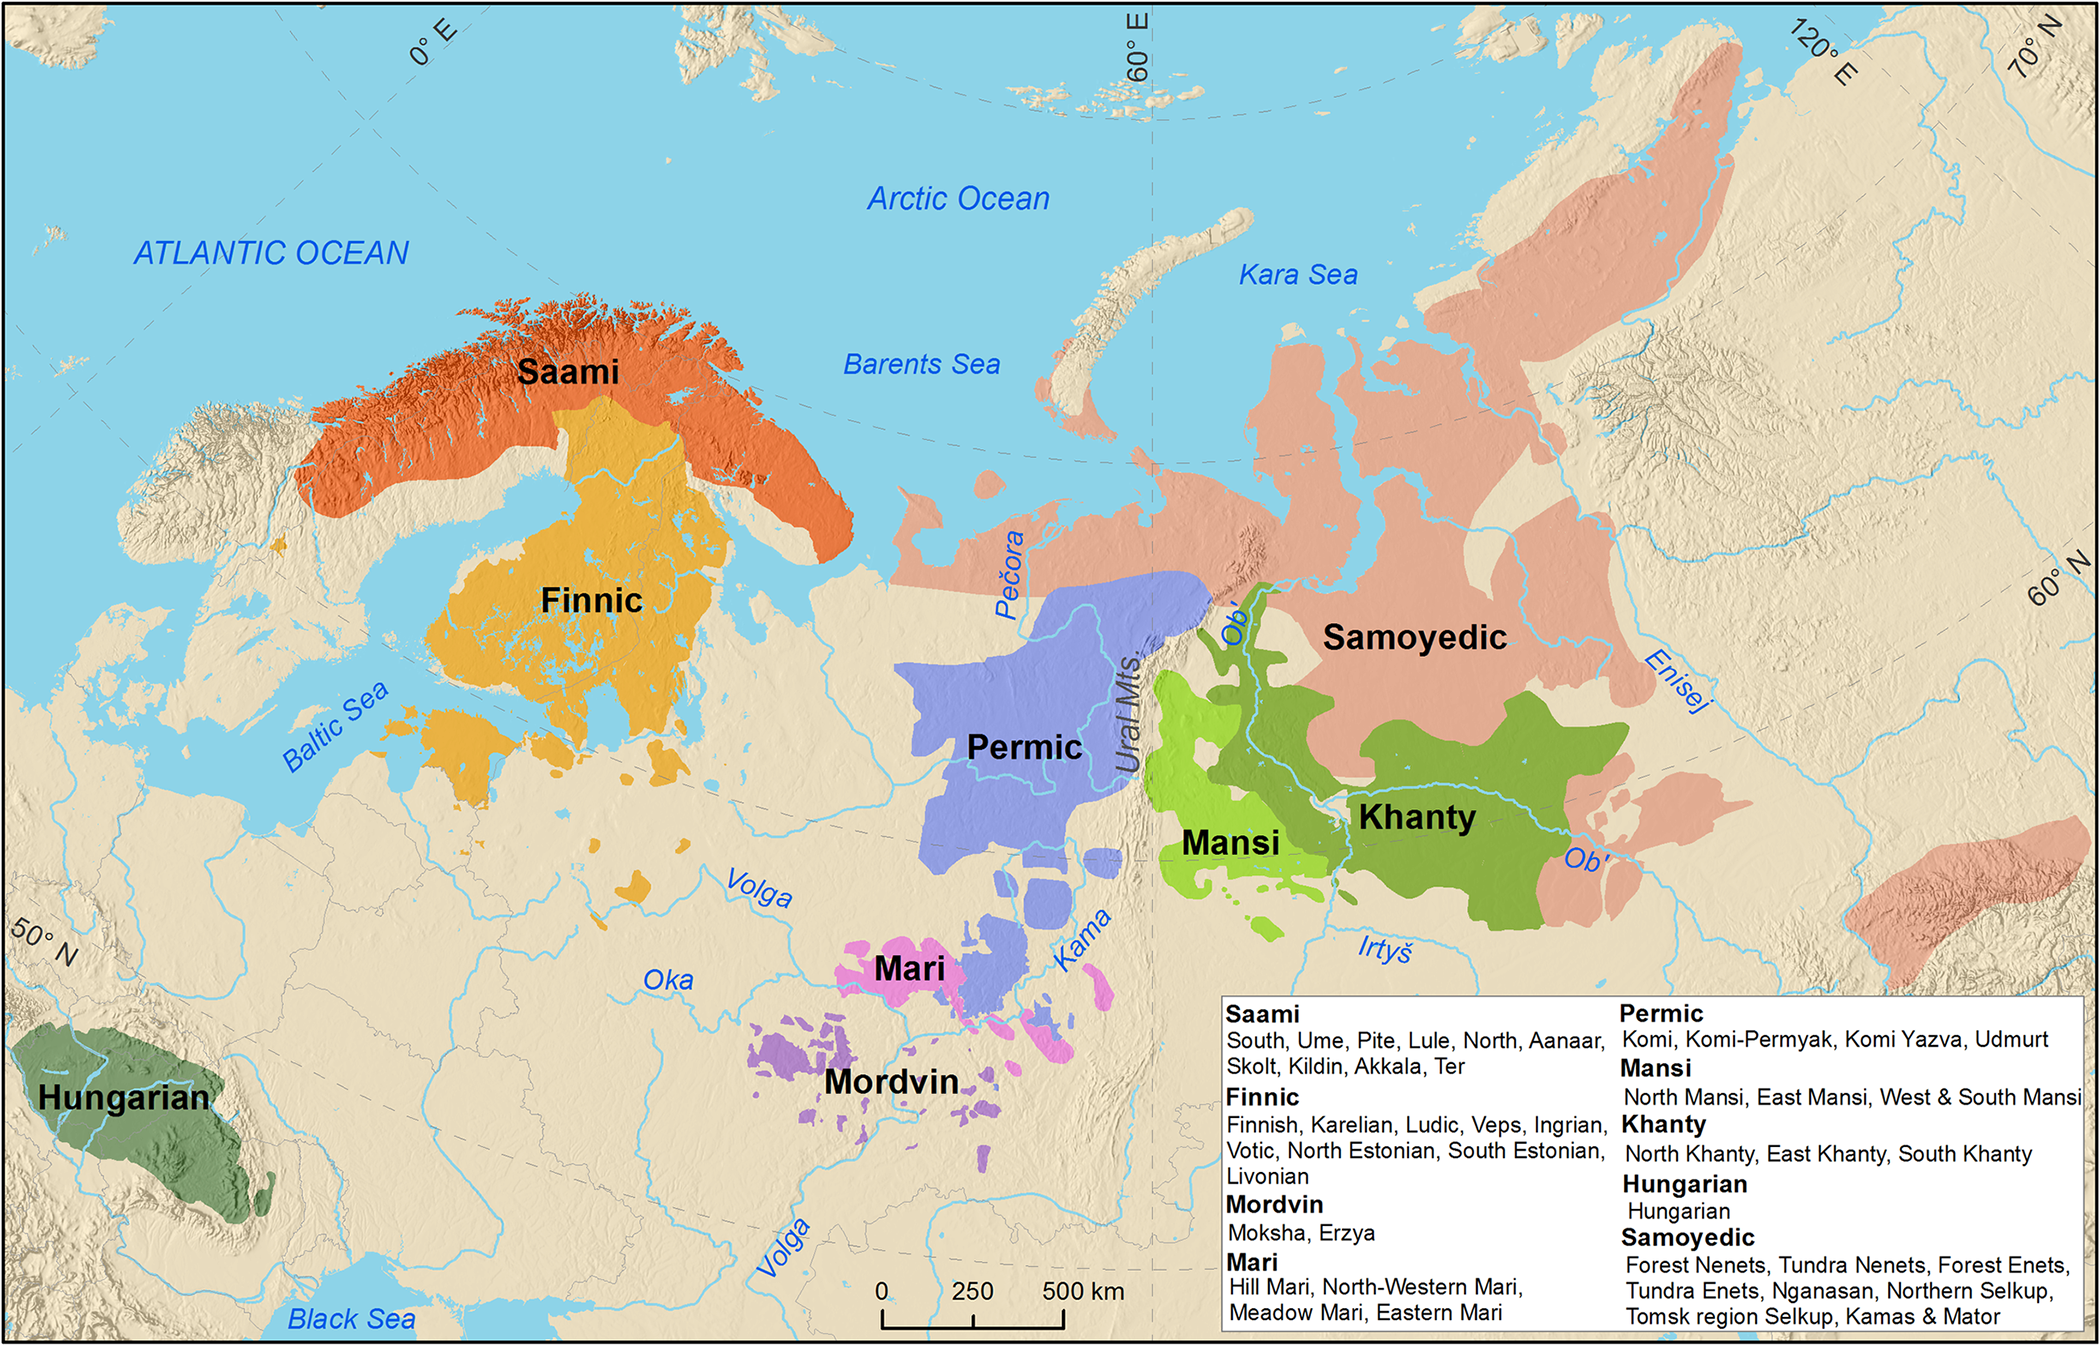 0° E
60° E
120° E
70° N
Arctic Ocean
ATLANTIC OCEAN
Kara Sea
Barents Sea
Saami
Pečora
Finnic
Ob'
Samoyedic
60° N
Enisej
Baltic Sea
Ural Mts.
Permic
Khanty
Mansi
Ob'
Volga
Kama
Irtyš
50° N
Mari
Oka
Mordvin
Hungarian
Volga
Black Sea
0 250 500 km
Saami
South, Ume, Pite, Lule, North, Aanaar,
Skolt, Kildin, Akkala, Ter
Finnic
Finnish, Karelian, Ludic, Veps, Ingrian,
Votic, North Estonian, South Estonian,
Livonian
Mordvin
Moksha, Erzya
Mari
Hill Mari, North-Western Mari,
Meadow Mari, Eastern Mari
Permic
Komi, Komi-Permyak, Komi Yazva, Udmurt
Mansi
North Mansi, East Mansi, West & South Mansi
Khanty
North Khanty, East Khanty, South Khanty
Hungarian
Hungarian
Samoyedic
Forest Nenets, Tundra Nenets, Forest Enets,
Tundra Enets, Nganasan, Northern Selkup,
Tomsk region Selkup, Kamas & Mator